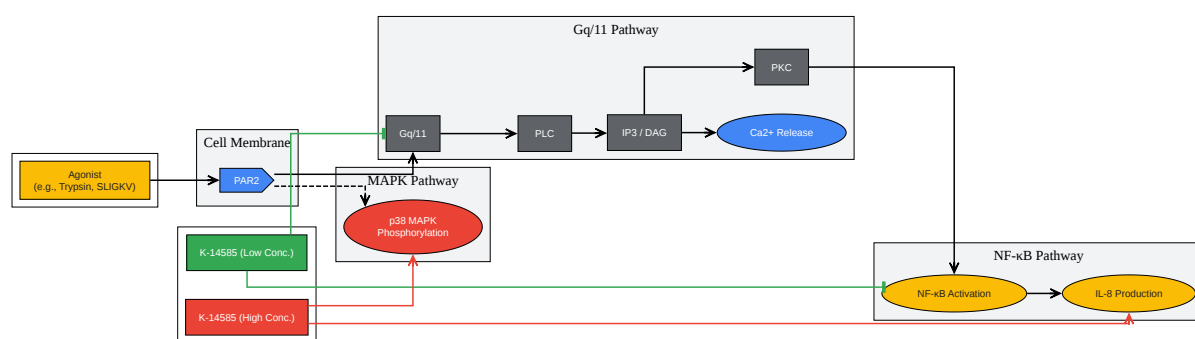 Gq/11 Pathway
PKC
Gq/11
PLC
IP3 / DAG
Ca2+ Release
Cell Membrane
PAR2
Agonist
(e.g., Trypsin, SLIGKV)
MAPK Pathway
p38 MAPK
Phosphorylation
K-14585 (Low Conc.)
K-14585 (High Conc.)
NF-κB Pathway
NF-κB Activation
IL-8 Production